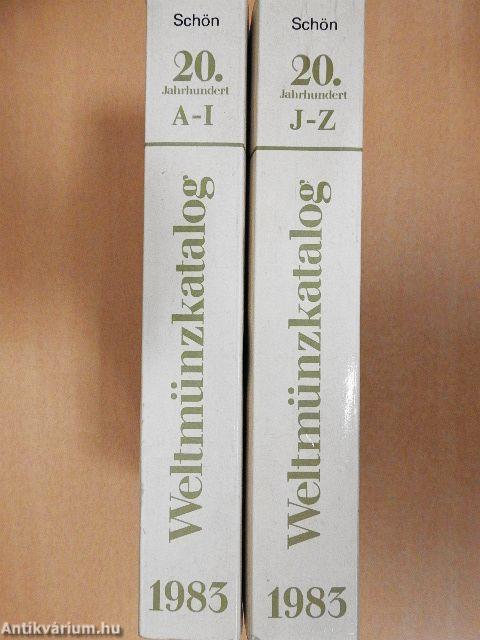 Schön
20.
Jahrhundert
A-I
Weltmünzkatalog
1983
Schön
20.
Jahrhundert
J-Z
Weltmünzkatalog
1983
Antikvárium.hu